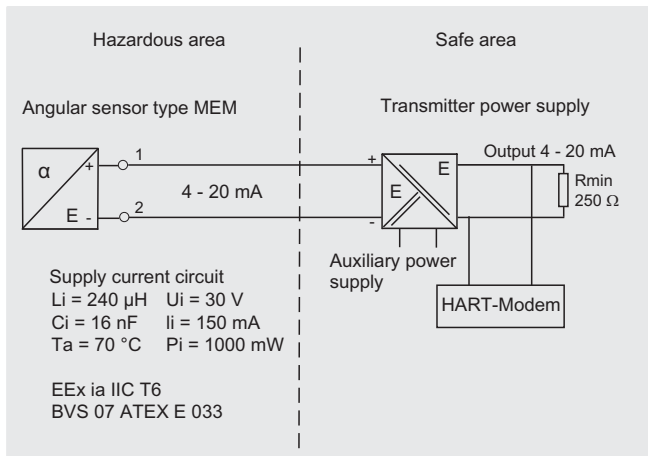 Hazardous area
Safe area
Angular sensor type MEM
Transmitter power supply
α
+
E -
1
2
4 - 20 mA
+
-
E
E
Output 4 - 20 mA
Rmin
250 Ω
Auxiliary power
supply
HART-Modem
Supply current circuit
Li = 240 µH Ui = 30 V
Ci = 16 nF Ii = 150 mA
Ta = 70 °C Pi = 1000 mW
EEx ia IIC T6
BVS 07 ATEX E 033